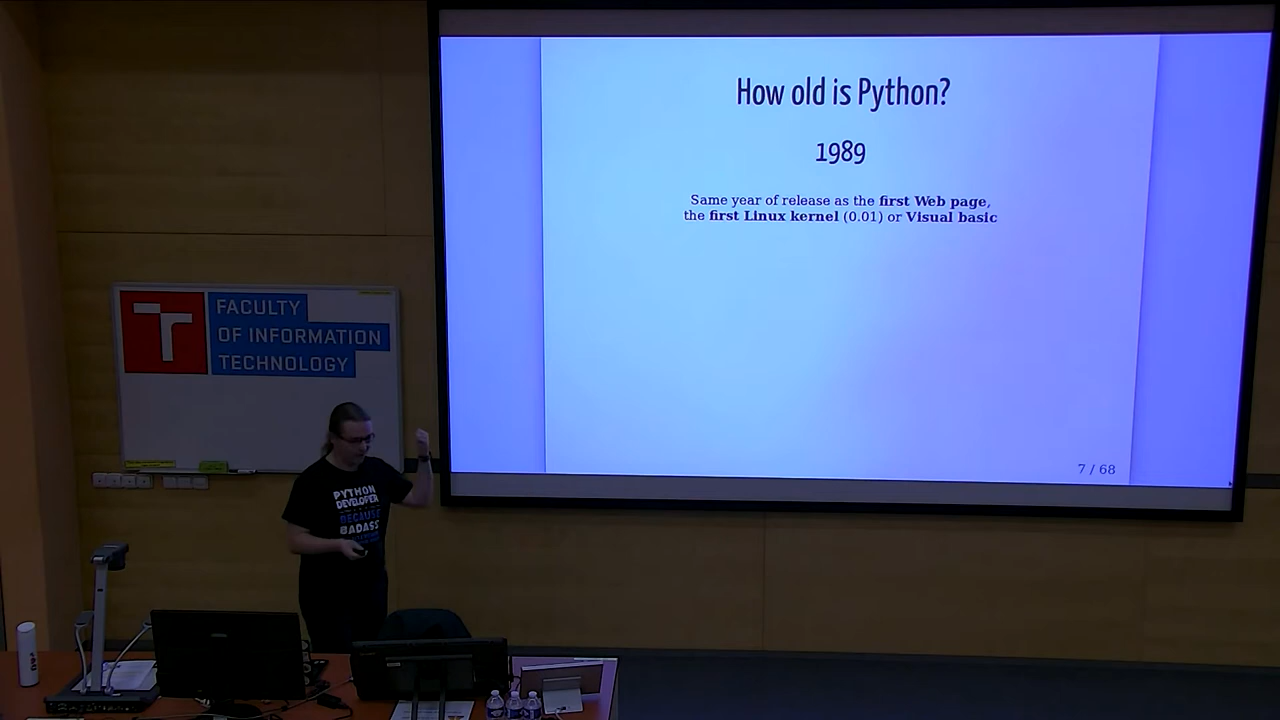 How old is Python?
1989
Same year of release as the first Web page,
the first Linux kernel (0.01) or Visual basic
7 / 68
FACULTY
OF INFORMATION
TECHNOLOGY
PYTHON
DEVELOPER
BECAUSE
BADASS